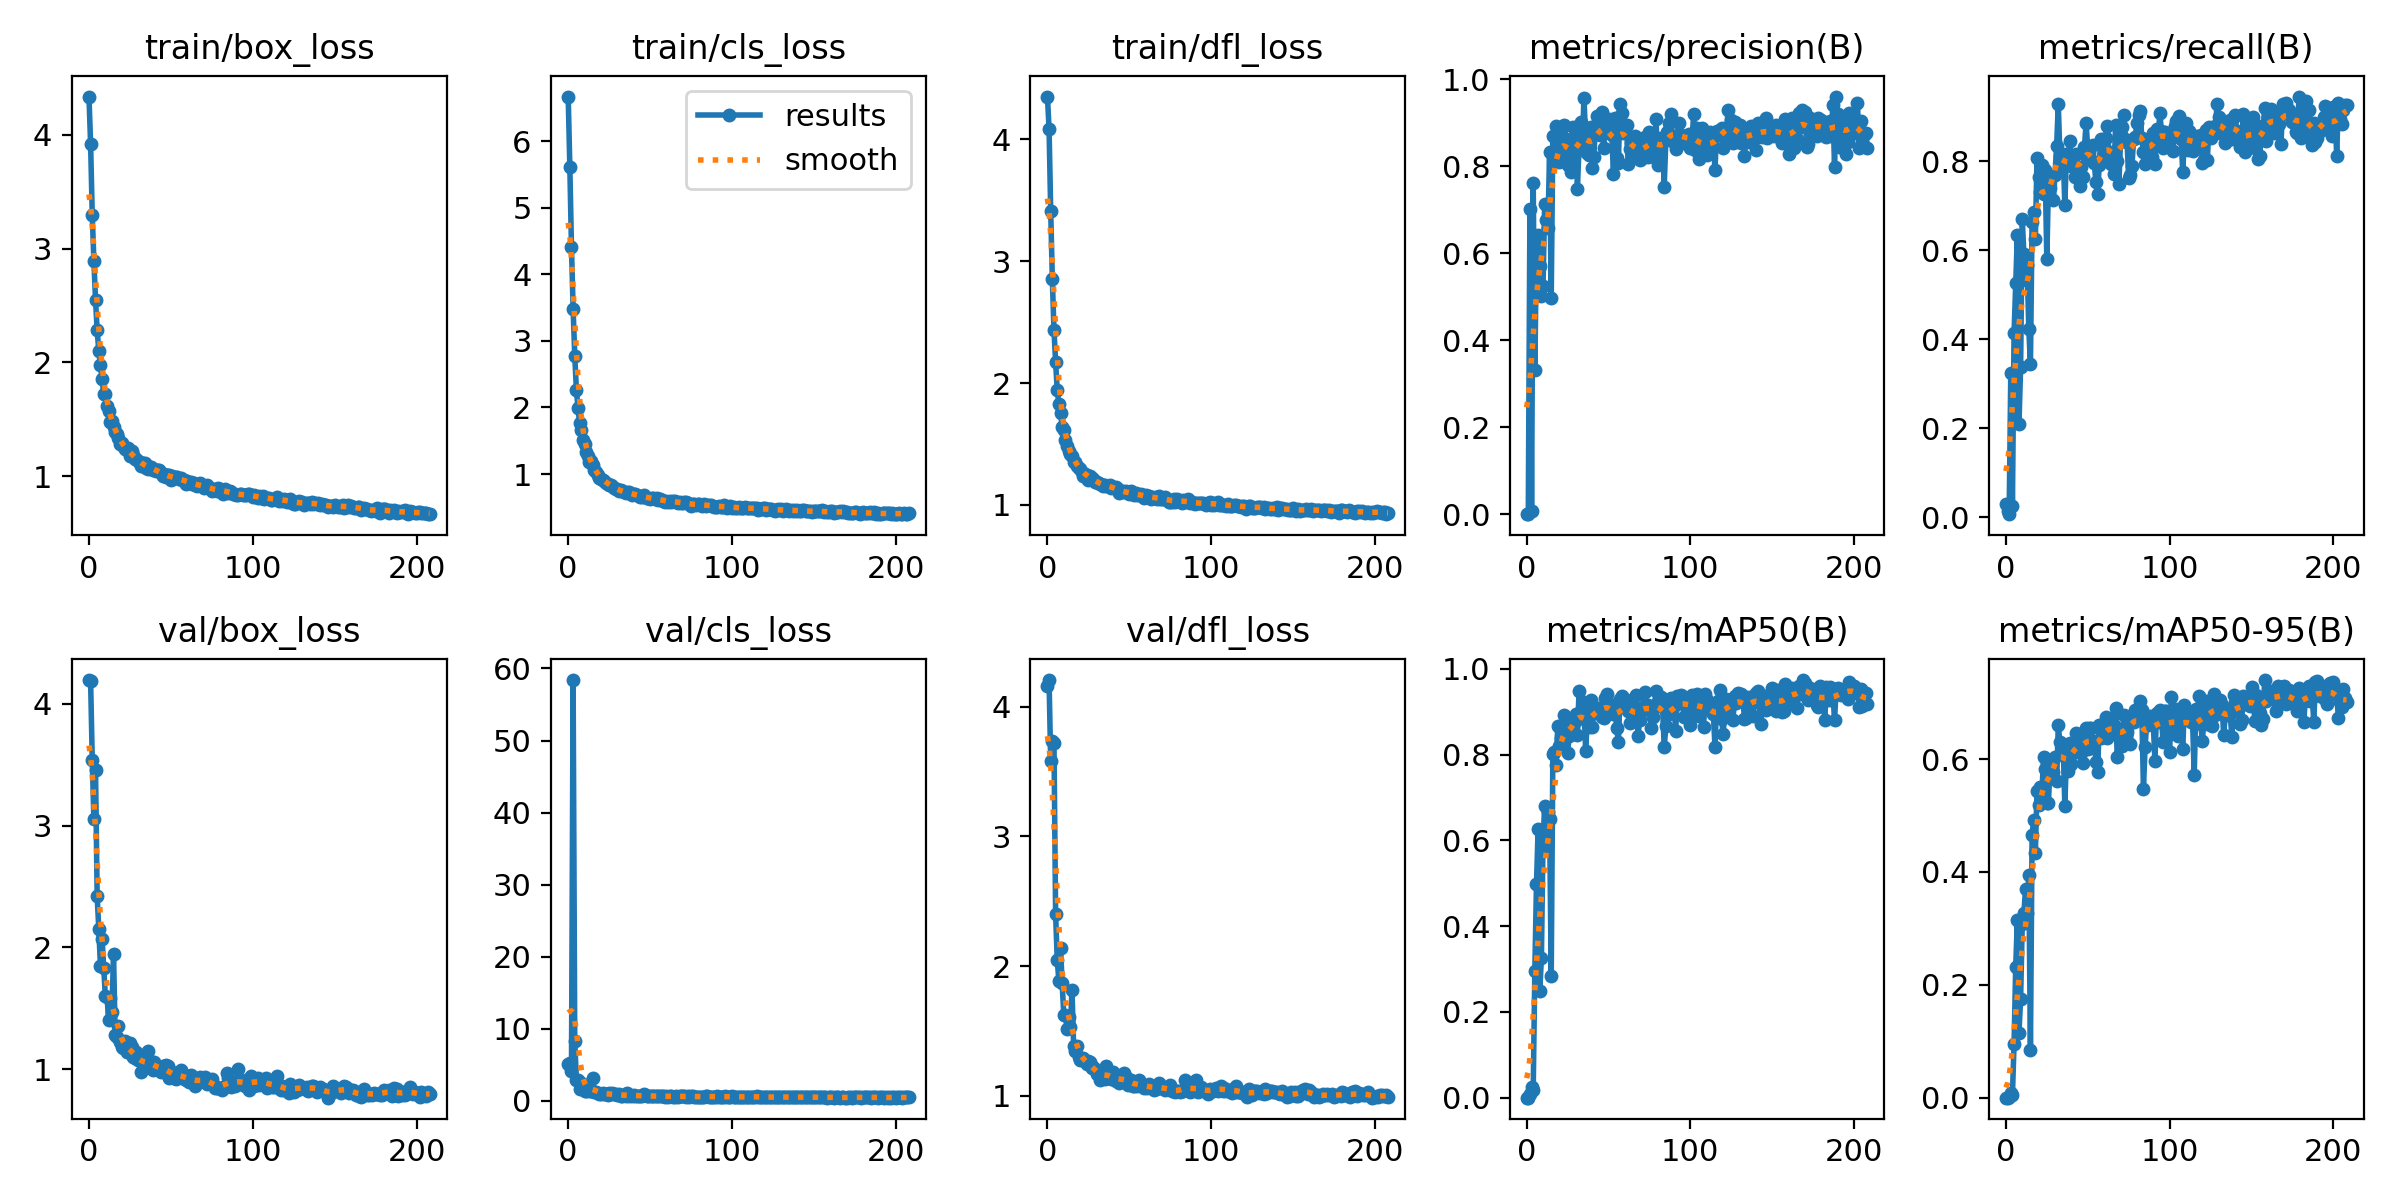 train/box_loss
4
3
2
1
0 100 200
train/cls_loss
results
smooth
6
5
4
3
2
1
0 100 200
train/dfl_loss
4
3
2
1
0 100 200
metrics/precision(B)
1.0
0.8
0.6
0.4
0.2
0.0
0 100 200
metrics/recall(B)
0.8
0.6
0.4
0.2
0.0
0 100 200
val/box_loss
4
3
2
1
0 100 200
val/cls_loss
60
50
40
30
20
10
0
0 100 200
val/dfl_loss
4
3
2
1
0 100 200
metrics/mAP50(B)
1.0
0.8
0.6
0.4
0.2
0.0
0 100 200
metrics/mAP50-95(B)
0.6
0.4
0.2
0.0
0 100 200